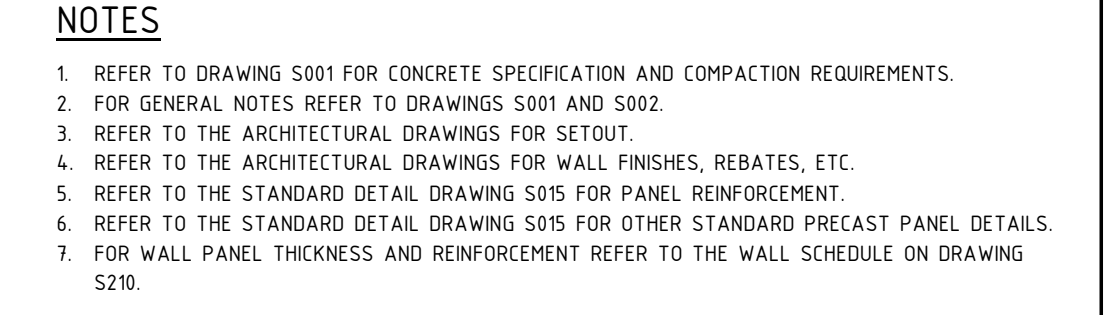 NOTES
1. REFER TO DRAWING S001 FOR CONCRETE SPECIFICATION AND COMPACTION REQUIREMENTS.
2. FOR GENERAL NOTES REFER TO DRAWINGS S001 AND S002.
3. REFER TO THE ARCHITECTURAL DRAWINGS FOR SETOUT.
4. REFER TO THE ARCHITECTURAL DRAWINGS FOR WALL FINISHES, REBATES, ETC.
5. REFER TO THE STANDARD DETAIL DRAWING S015 FOR PANEL REINFORCEMENT.
6. REFER TO THE STANDARD DETAIL DRAWING S015 FOR OTHER STANDARD PRECAST PANEL DETAILS.
7. FOR WALL PANEL THICKNESS AND REINFORCEMENT REFER TO THE WALL SCHEDULE ON DRAWING
S210.